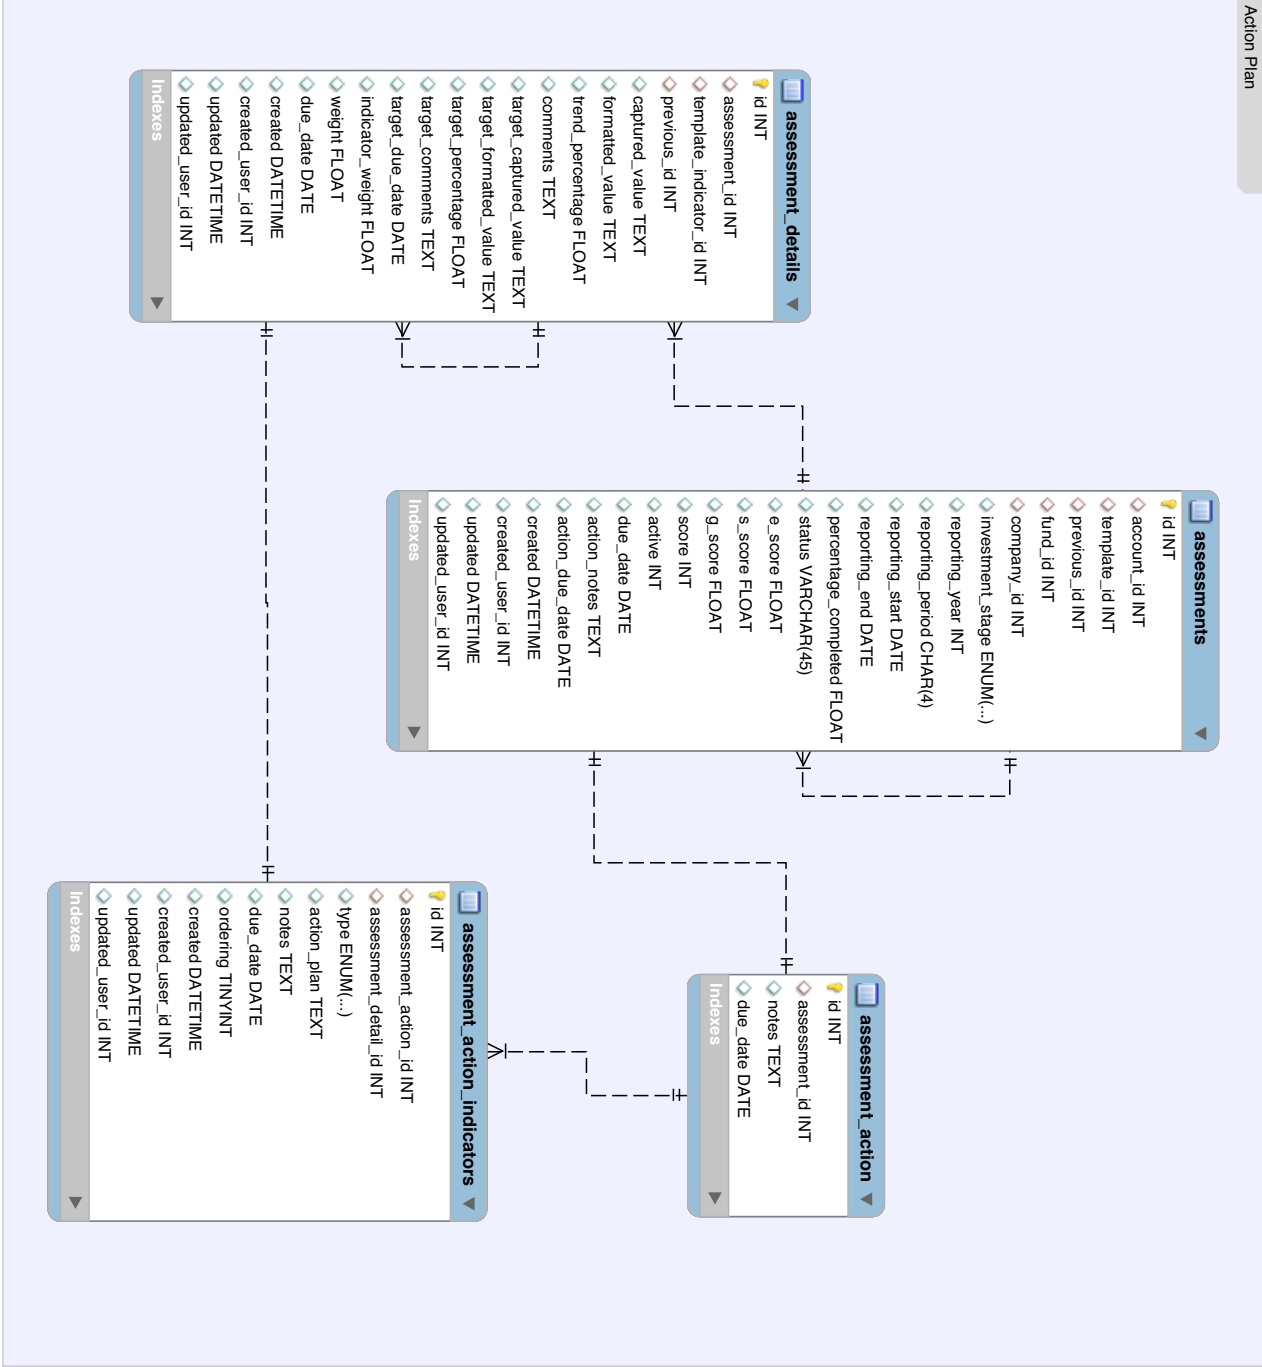 Action Plan
assessment_details
id INT
assessment_id INT
template_indicator_id INT
previous_id INT
captured_value TEXT
formatted_value TEXT
trend_percentage FLOAT
comments TEXT
target_captured_value TEXT
target_formatted_value TEXT
target_percentage FLOAT
target_comments TEXT
target_due_date DATE
indicator_weight FLOAT
weight FLOAT
due_date DATE
created DATETIME
created_user_id INT
updated DATETIME
updated_user_id INT
Indexes
assessments
id INT
account_id INT
template_id INT
previous_id INT
fund_id INT
company_id INT
investment_stage ENUM(...)
reporting_year INT
reporting_period CHAR(4)
reporting_start DATE
reporting_end DATE
percentage_completed FLOAT
status VARCHAR(45)
e_score FLOAT
s_score FLOAT
g_score FLOAT
score INT
active INT
due_date DATE
action_notes TEXT
action_due_date DATE
created DATETIME
created_user_id INT
updated DATETIME
updated_user_id INT
Indexes
assessment_action
id INT
assessment_id INT
notes TEXT
due_date DATE
Indexes
assessment_action_indicators
id INT
assessment_action_id INT
assessment_detail_id INT
type ENUM(...)
action_plan TEXT
notes TEXT
due_date DATE
ordering TINYINT
created DATETIME
created_user_id INT
updated DATETIME
updated_user_id INT
Indexes